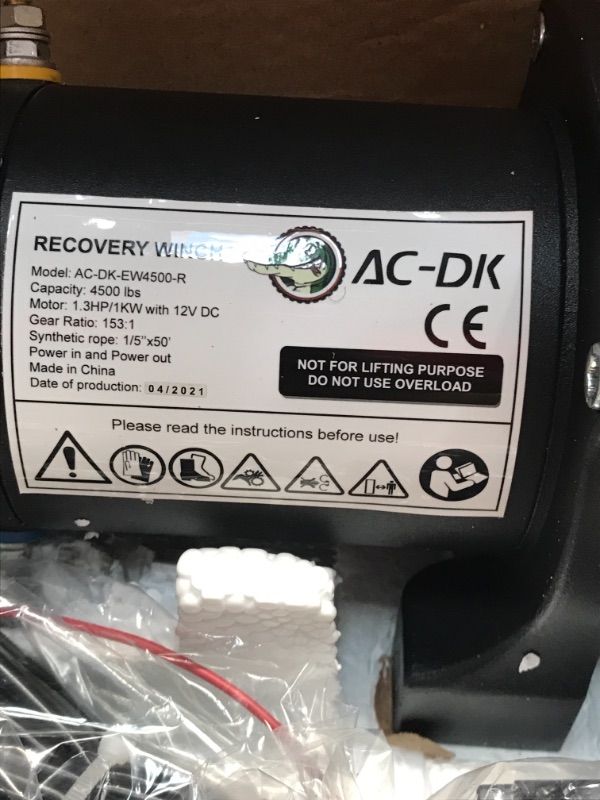 RECOVERY WINCH
AC-DK
Model: AC-DK-EW4500-R
Capacity: 4500 lbs
Motor: 1.3HP/1KW with 12V DC
Gear Ratio: 153:1
Synthetic rope: 1/5"x50'
Power in and Power out
Made in China
Date of production: 04/2021
CE
NOT FOR LIFTING PURPOSE
DO NOT USE OVERLOAD
Please read the instructions before use!